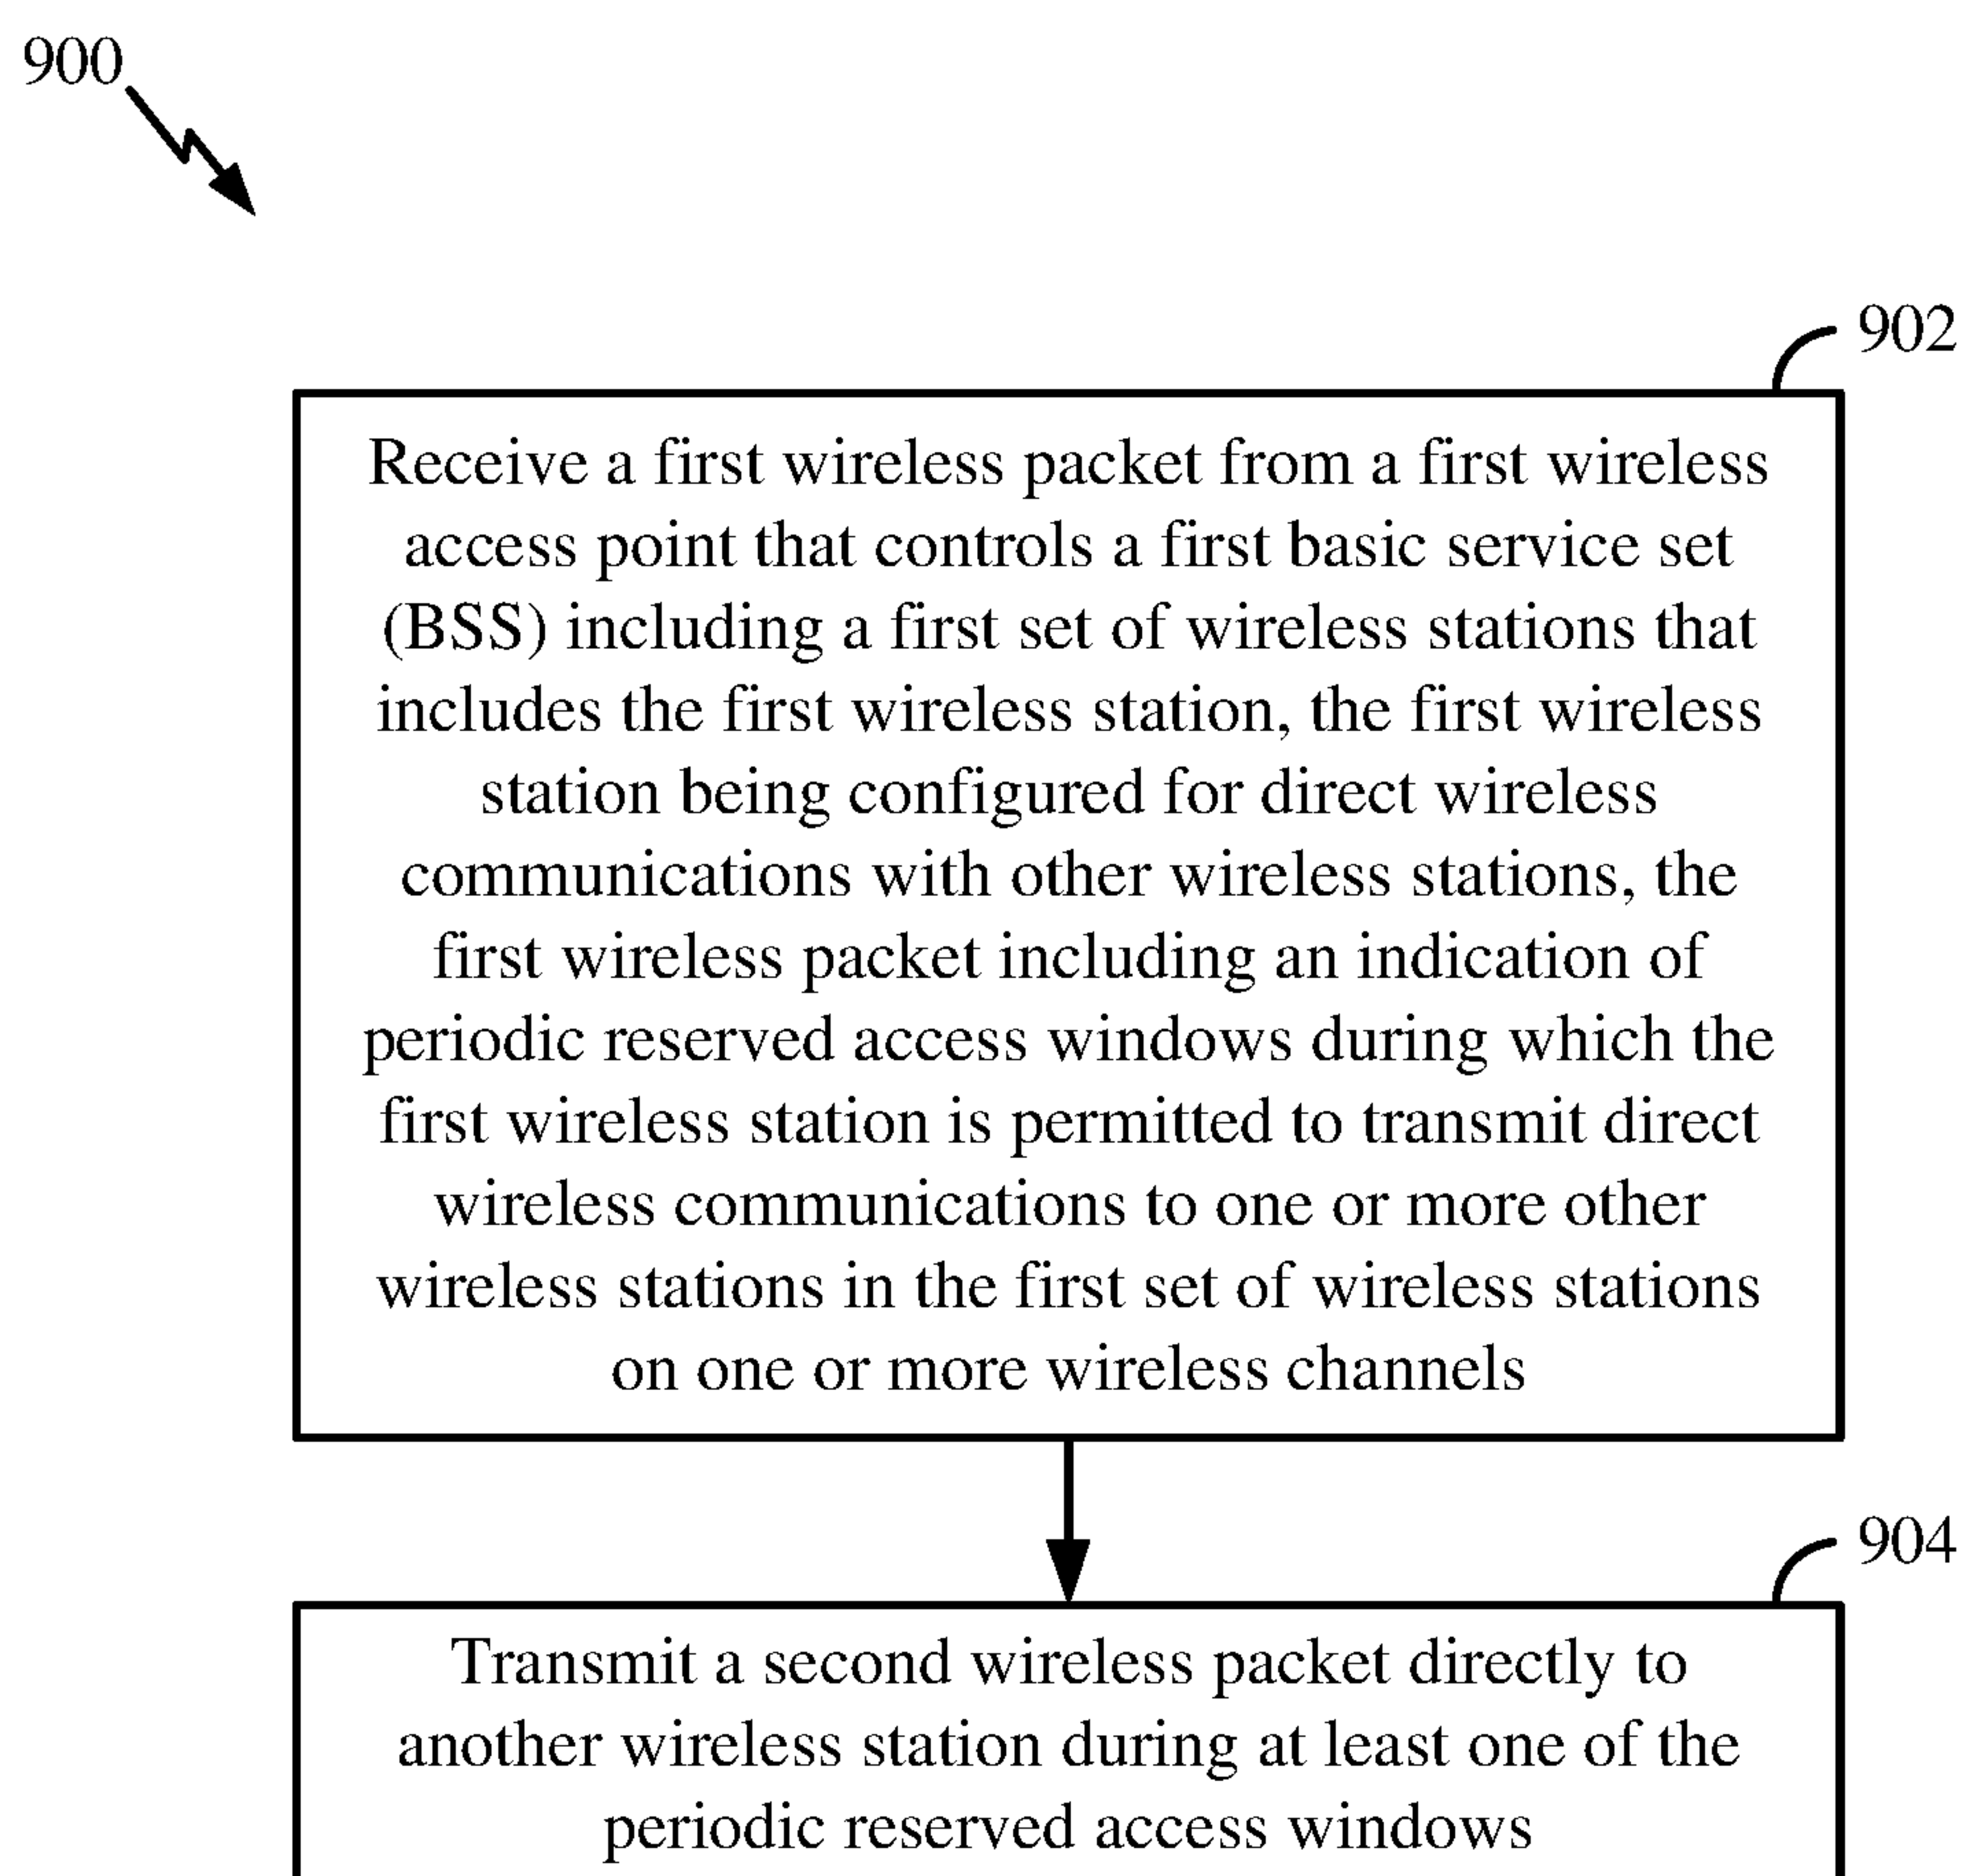 900
902
Receive a first wireless packet from a first wireless
access point that controls a first basic service set
(BSS) including a first set of wireless stations that
includes the first wireless station, the first wireless
station being configured for direct wireless
communications with other wireless stations, the
first wireless packet including an indication of
periodic reserved access windows during which the
first wireless station is permitted to transmit direct
wireless communications to one or more other
wireless stations in the first set of wireless stations
on one or more wireless channels
904
Transmit a second wireless packet directly to
another wireless station during at least one of the
periodic reserved access windows